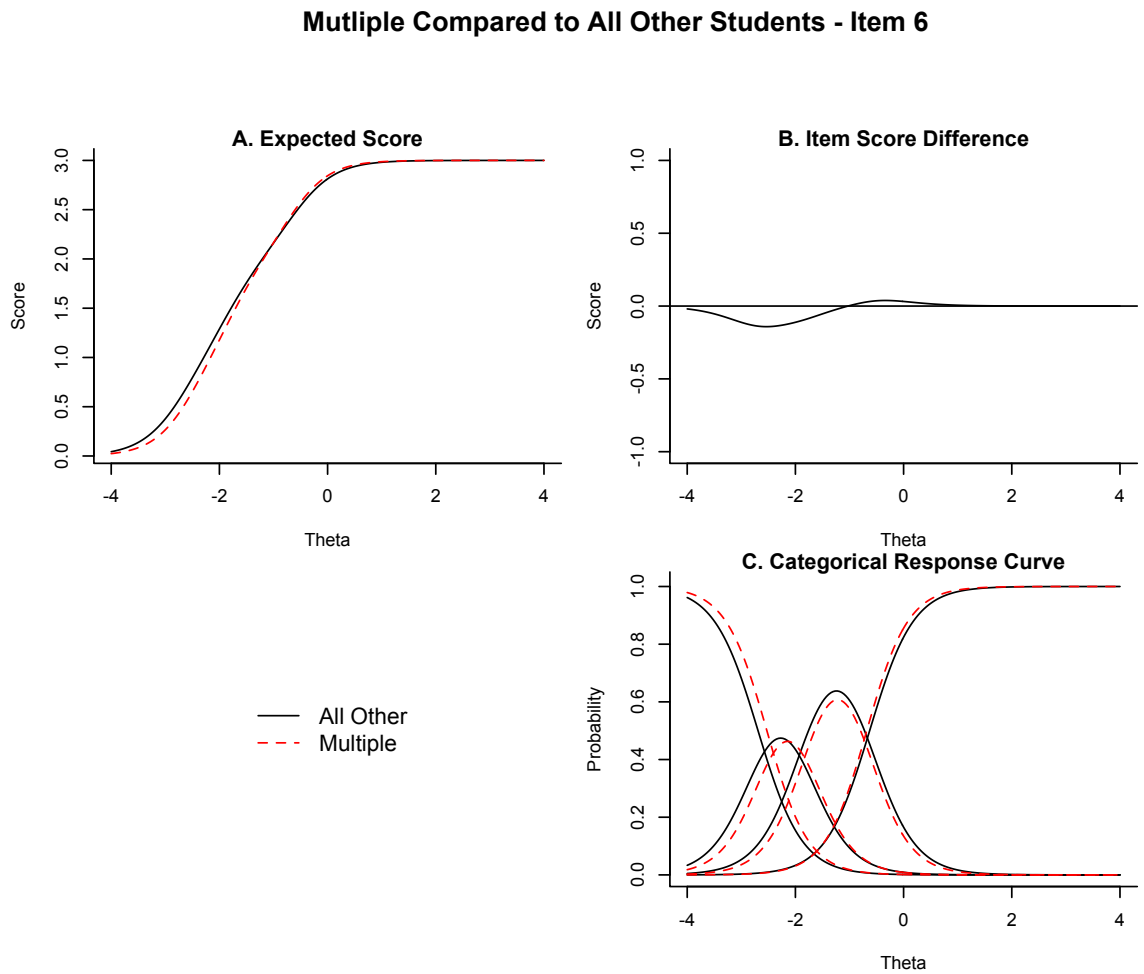 Mutliple Compared to All Other Students - Item 6
A. Expected Score
Score
0.0 0.5 1.0 1.5 2.0 2.5 3.0
-4 -2 0 2 4
Theta
B. Item Score Difference
Score
-1.0 -0.5 0.0 0.5 1.0
-4 -2 0 2 4
Theta
All Other
Multiple
C. Categorical Response Curve
Probability
0.0 0.2 0.4 0.6 0.8 1.0
-4 -2 0 2 4
Theta